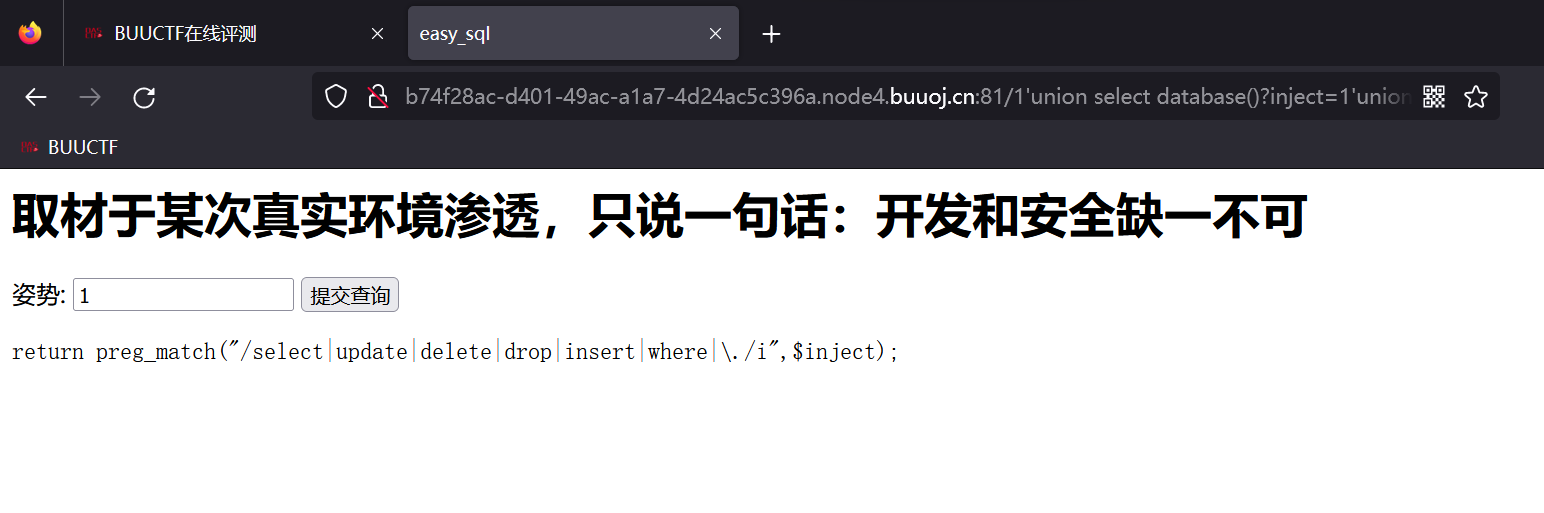 BUUCTF在线评测
easy_sql
b74f28ac-d401-49ac-a1a7-4d24ac5c396a.node4.buuoj.cn:81/1'union select database()?inject=1'union
BUUCTF
取材于某次真实环境渗透，只说一句话：开发和安全缺一不可
姿势: 1 提交查询
return preg_match("/select|update|delete|drop|insert|where|\./i",$inject);